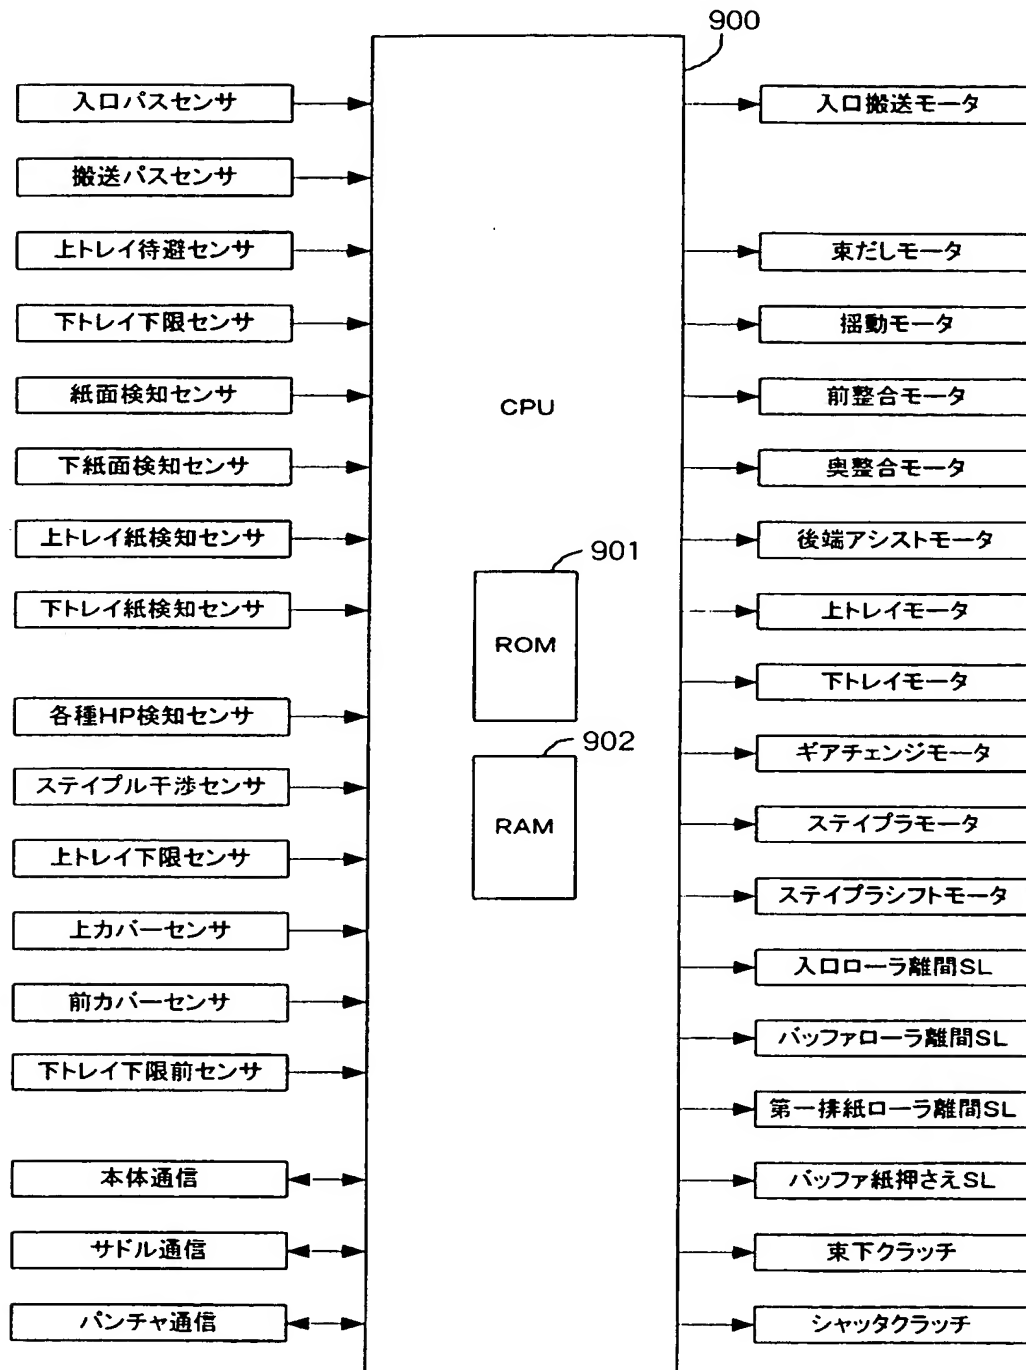 900
入口パスセンサ
搬送パスセンサ
上トレイ待避センサ
下トレイ下限センサ
紙面検知センサ
下紙面検知センサ
上トレイ紙検知センサ
下トレイ紙検知センサ
各種HP検知センサ
ステイプル干渉センサ
上トレイ下限センサ
上カバーセンサ
前カバーセンサ
下トレイ下限前センサ
本体通信
サドル通信
パンチャ通信
CPU
901
ROM
902
RAM
入口搬送モータ
束だしモータ
揺動モータ
前整合モータ
奥整合モータ
後端アシストモータ
上トレイモータ
下トレイモータ
ギアチェンジモータ
ステイプラモータ
ステイプラシフトモータ
入口ローラ離間SL
バッファローラ離間SL
第一排紙ローラ離間SL
バッファ紙押さえSL
束下クラッチ
シャッタクラッチ